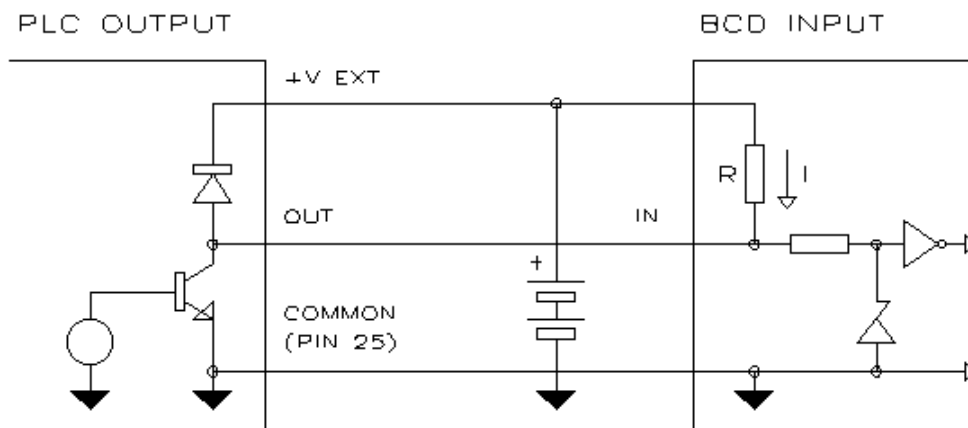 PLC OUTPUT
BCD INPUT
+V EXT
R
I
OUT
IN
+
COMMON
(PIN 25)